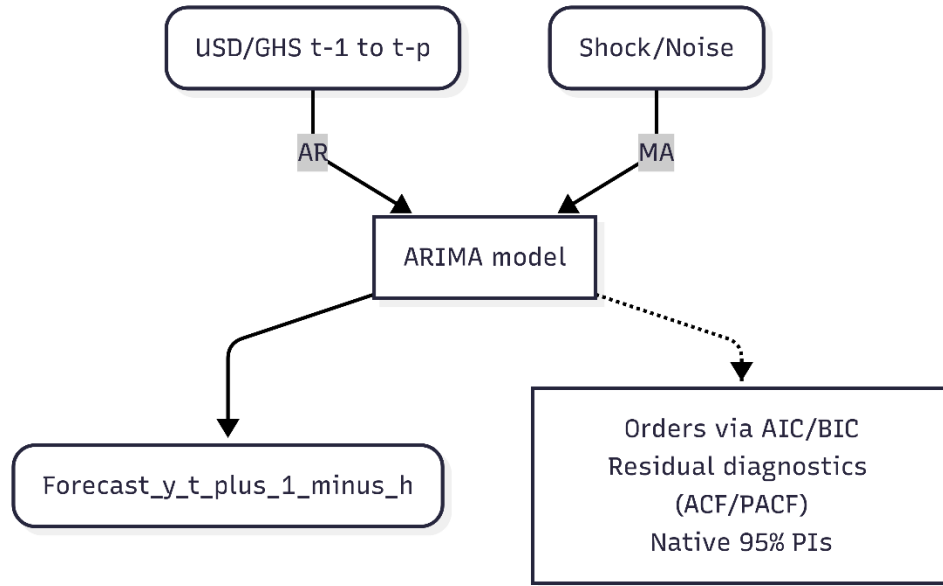 USD/GHS t-1 to t-p
Shock/Noise
AR
MA
ARIMA model
Orders via AIC/BIC
Residual diagnostics
(ACF/PACF)
Native 95% PIs
Forecast_y_t_plus_1_minus_h